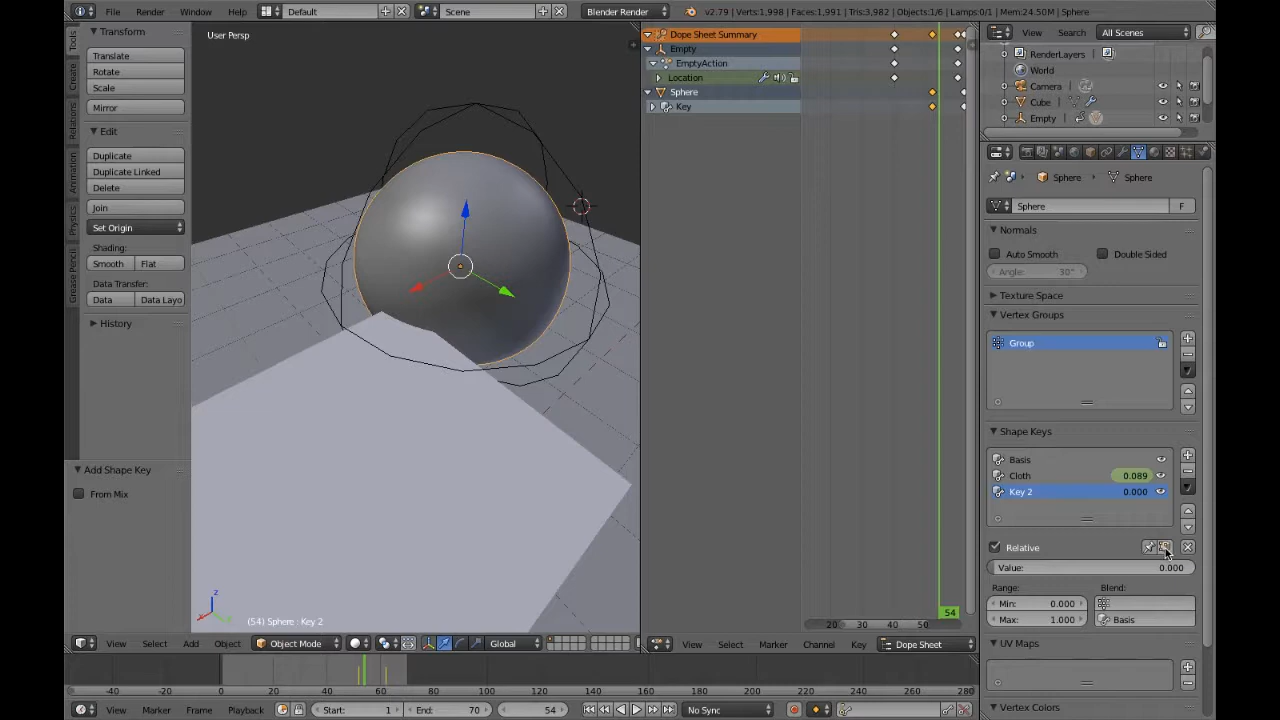 File Render Window Help Default Scene Blender Render v2.79 | Verts:1,998 | Faces:1,991 | Tris:3,982 | Objects:1/6 | Lamps:0/1 | Mem:24.50M | Sphere
Tools
Create
Relations
Animation
Physics
Grease Pencil
Transform
Translate
Rotate
Scale
Mirror
Edit
Duplicate
Duplicate Linked
Delete
Join
Set Origin
Shading:
Smooth Flat
Data Transfer:
Data Data Layo
History
Add Shape Key
From Mix
User Persp
(54) Sphere : Key 2
View Select Add Object Object Mode Global
Dope Sheet Summary
Empty
EmptyAction
Location
Sphere
Key
54
20 30 40 50
View Select Marker Channel Key Dope Sheet
View Search All Scenes
RenderLayers
World
Camera
Cube
Empty
Sphere Sphere
Sphere F
Normals
Auto Smooth Double Sided
Angle: 30°
Texture Space
Vertex Groups
Group
Shape Keys
Basis
Cloth 0.089
Key 2 0.000
Relative
Value: 0.000
Range: Blend:
Min: 0.000
Max: 1.000 Basis
UV Maps
Vertex Colors
-40 -20 0 20 40 60 80 100 120 140 160 180 200 220 240 260 280
View Marker Frame Playback Start: 1 End: 70 54 No Sync